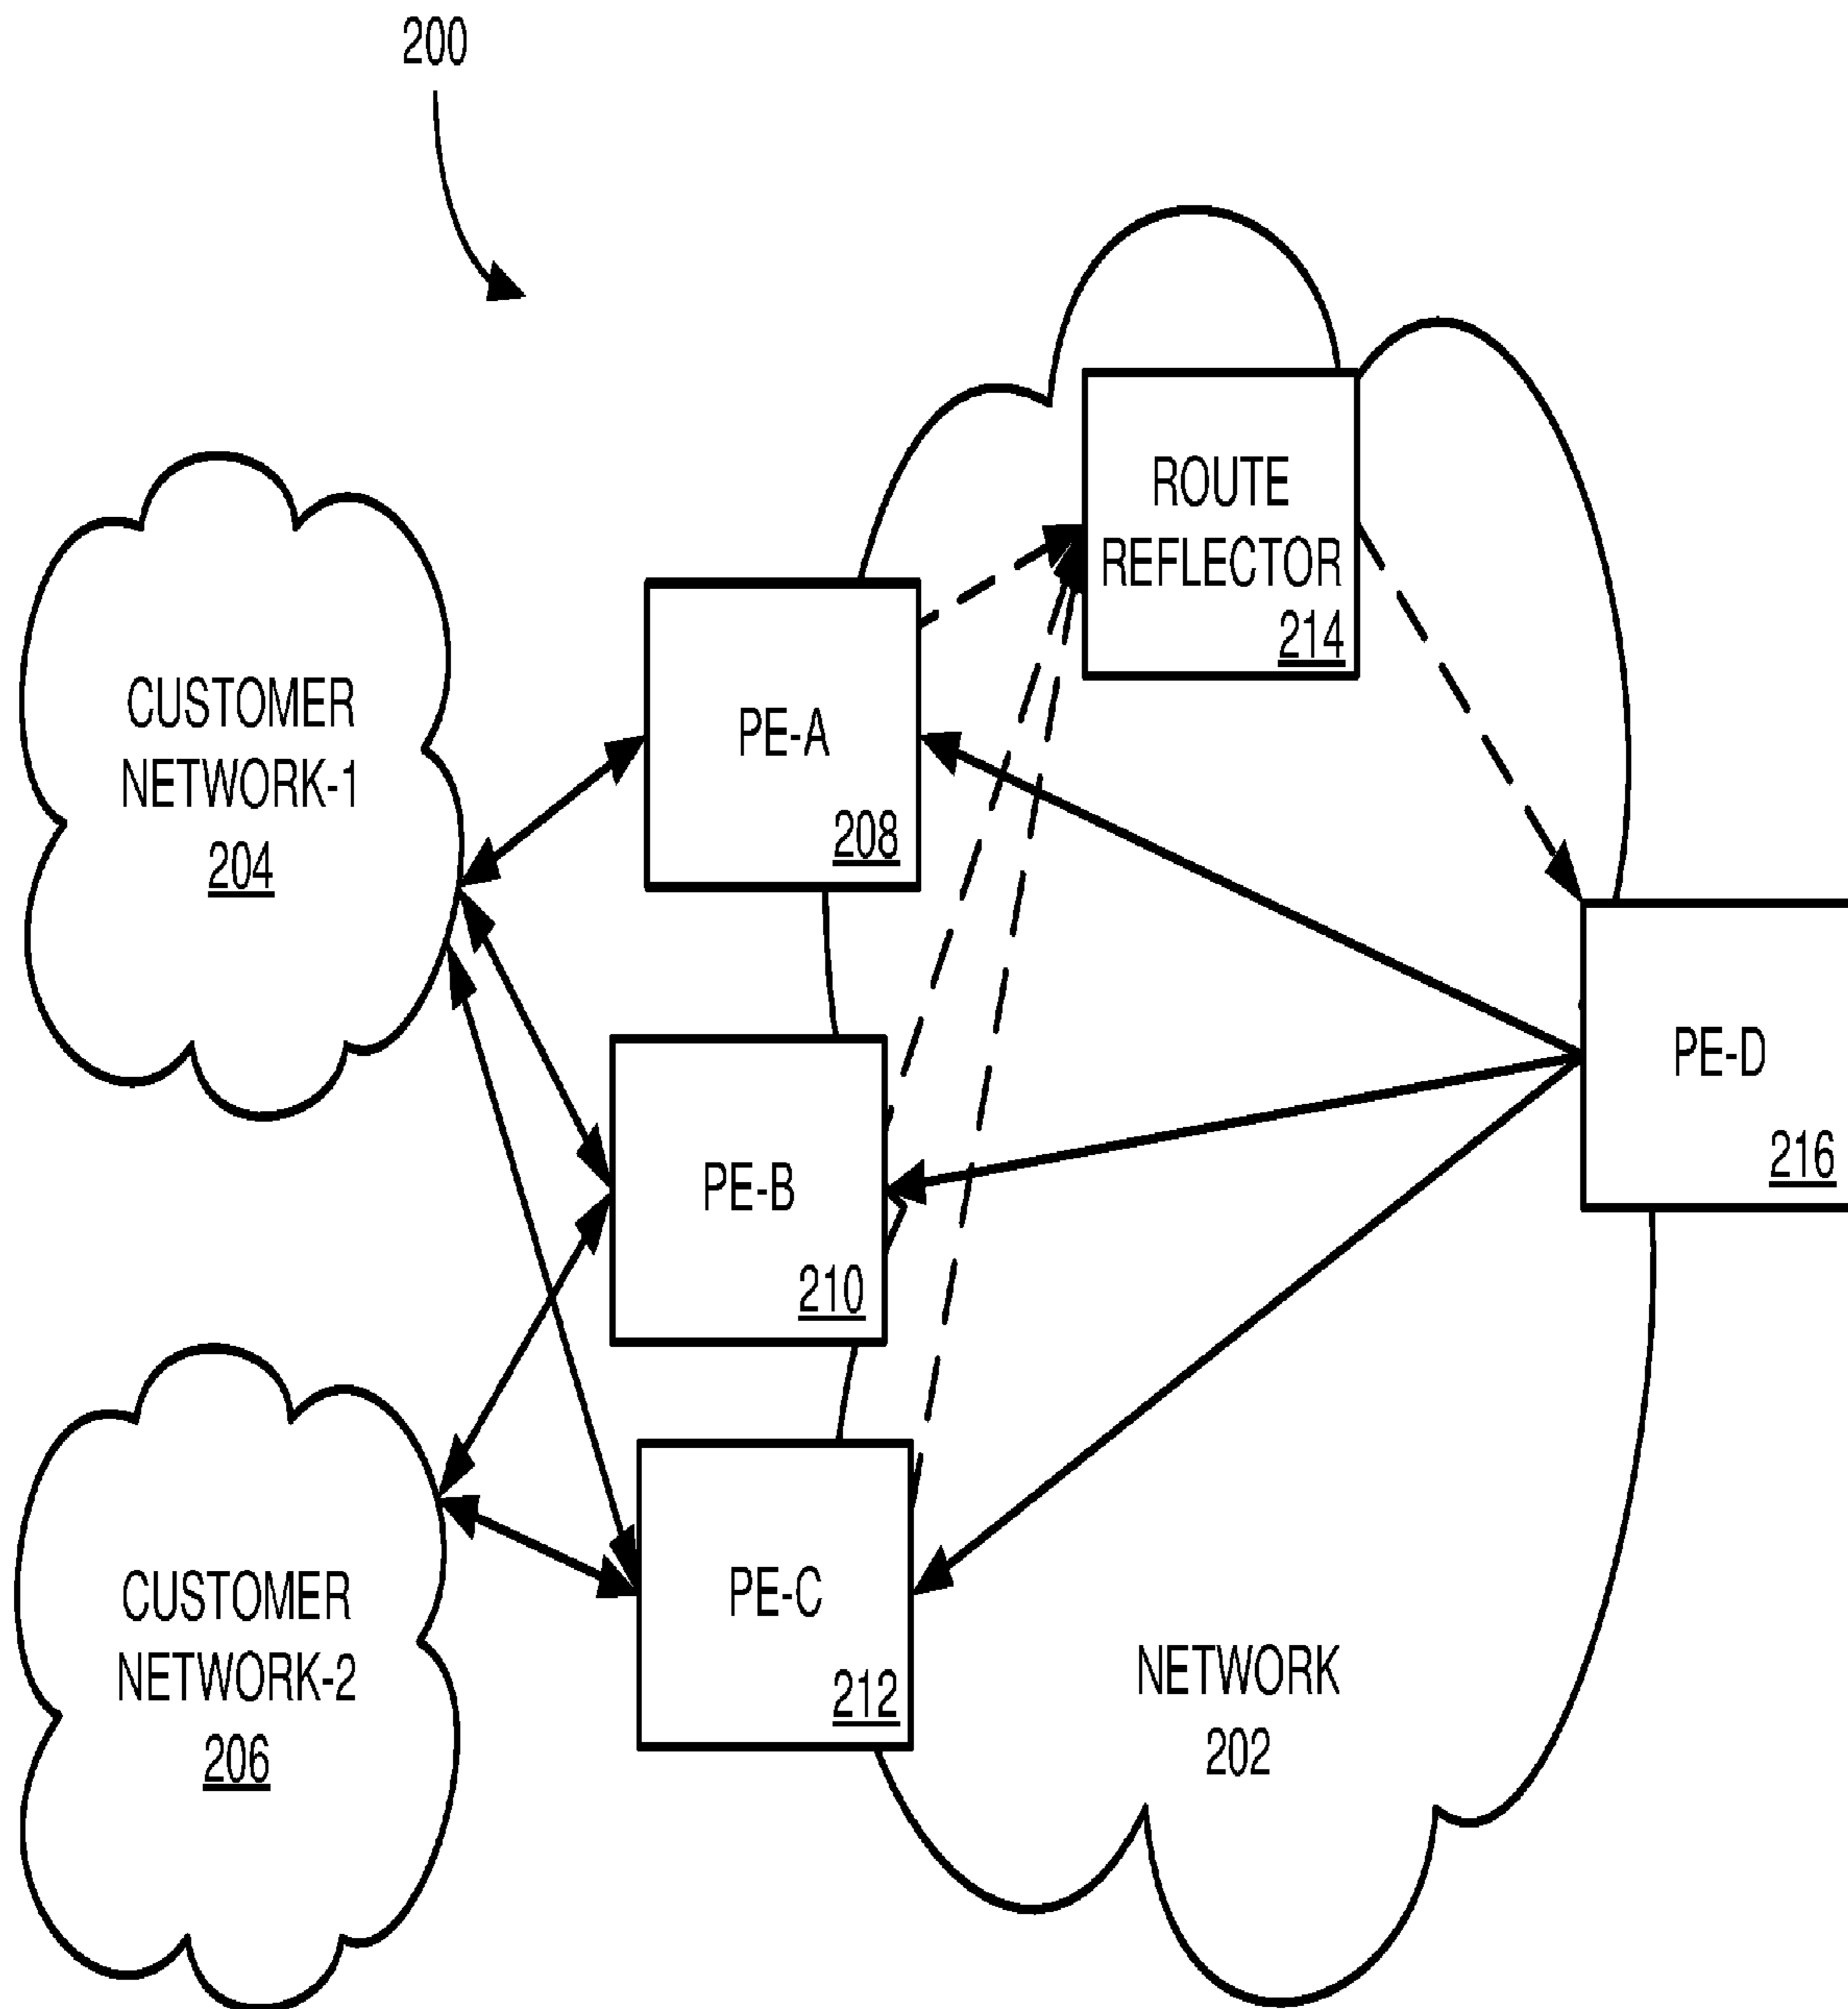 200
ROUTE
REFLECTOR
214
CUSTOMER
NETWORK-1
204
PE-A
208
PE-D
216
PE-B
210
CUSTOMER
NETWORK-2
206
PE-C
212
NETWORK
202